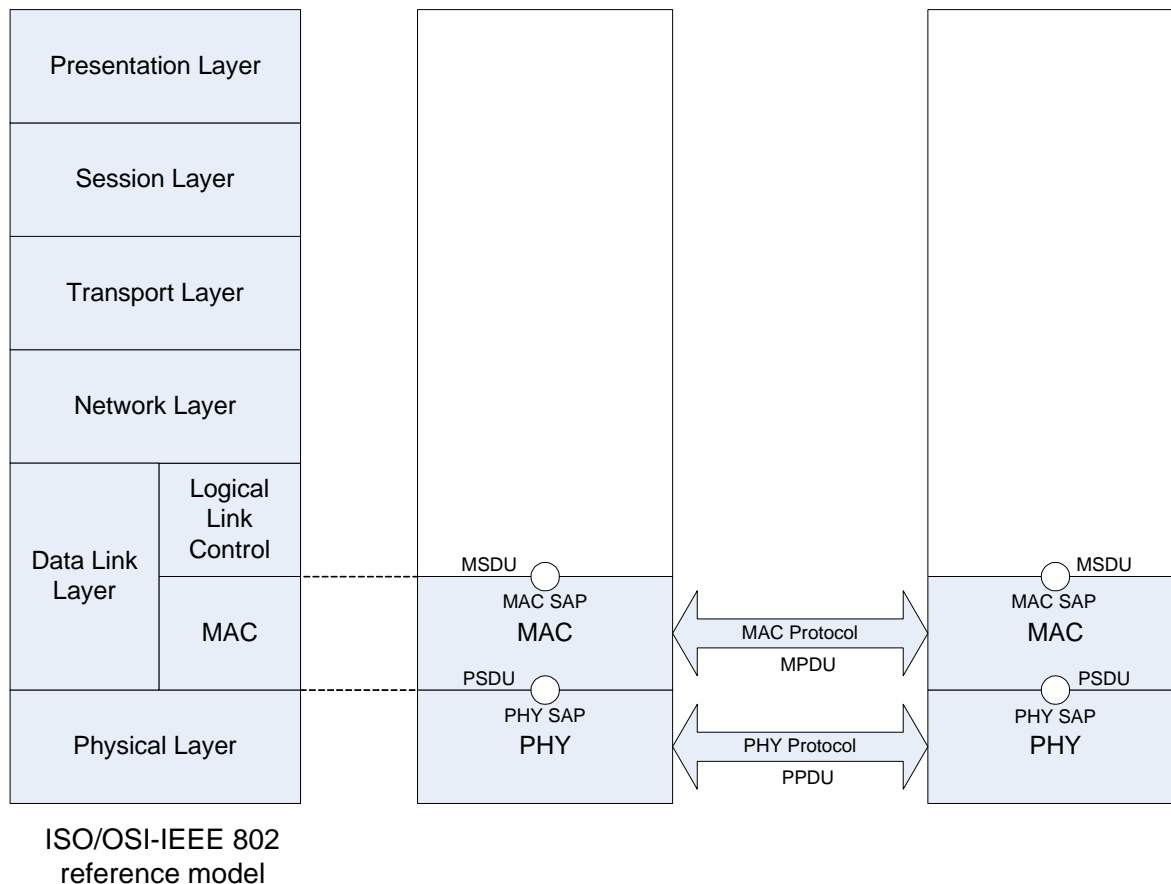 Presentation Layer
Session Layer
Transport Layer
Network Layer
Data Link
Layer
Logical
Link
Control
MAC
Physical Layer
ISO/OSI-IEEE 802
reference model
MSDU
MAC SAP
MAC
PSDU
PHY SAP
PHY
MAC Protocol
MPDU
PHY Protocol
PPDU
MSDU
MAC SAP
MAC
PSDU
PHY SAP
PHY